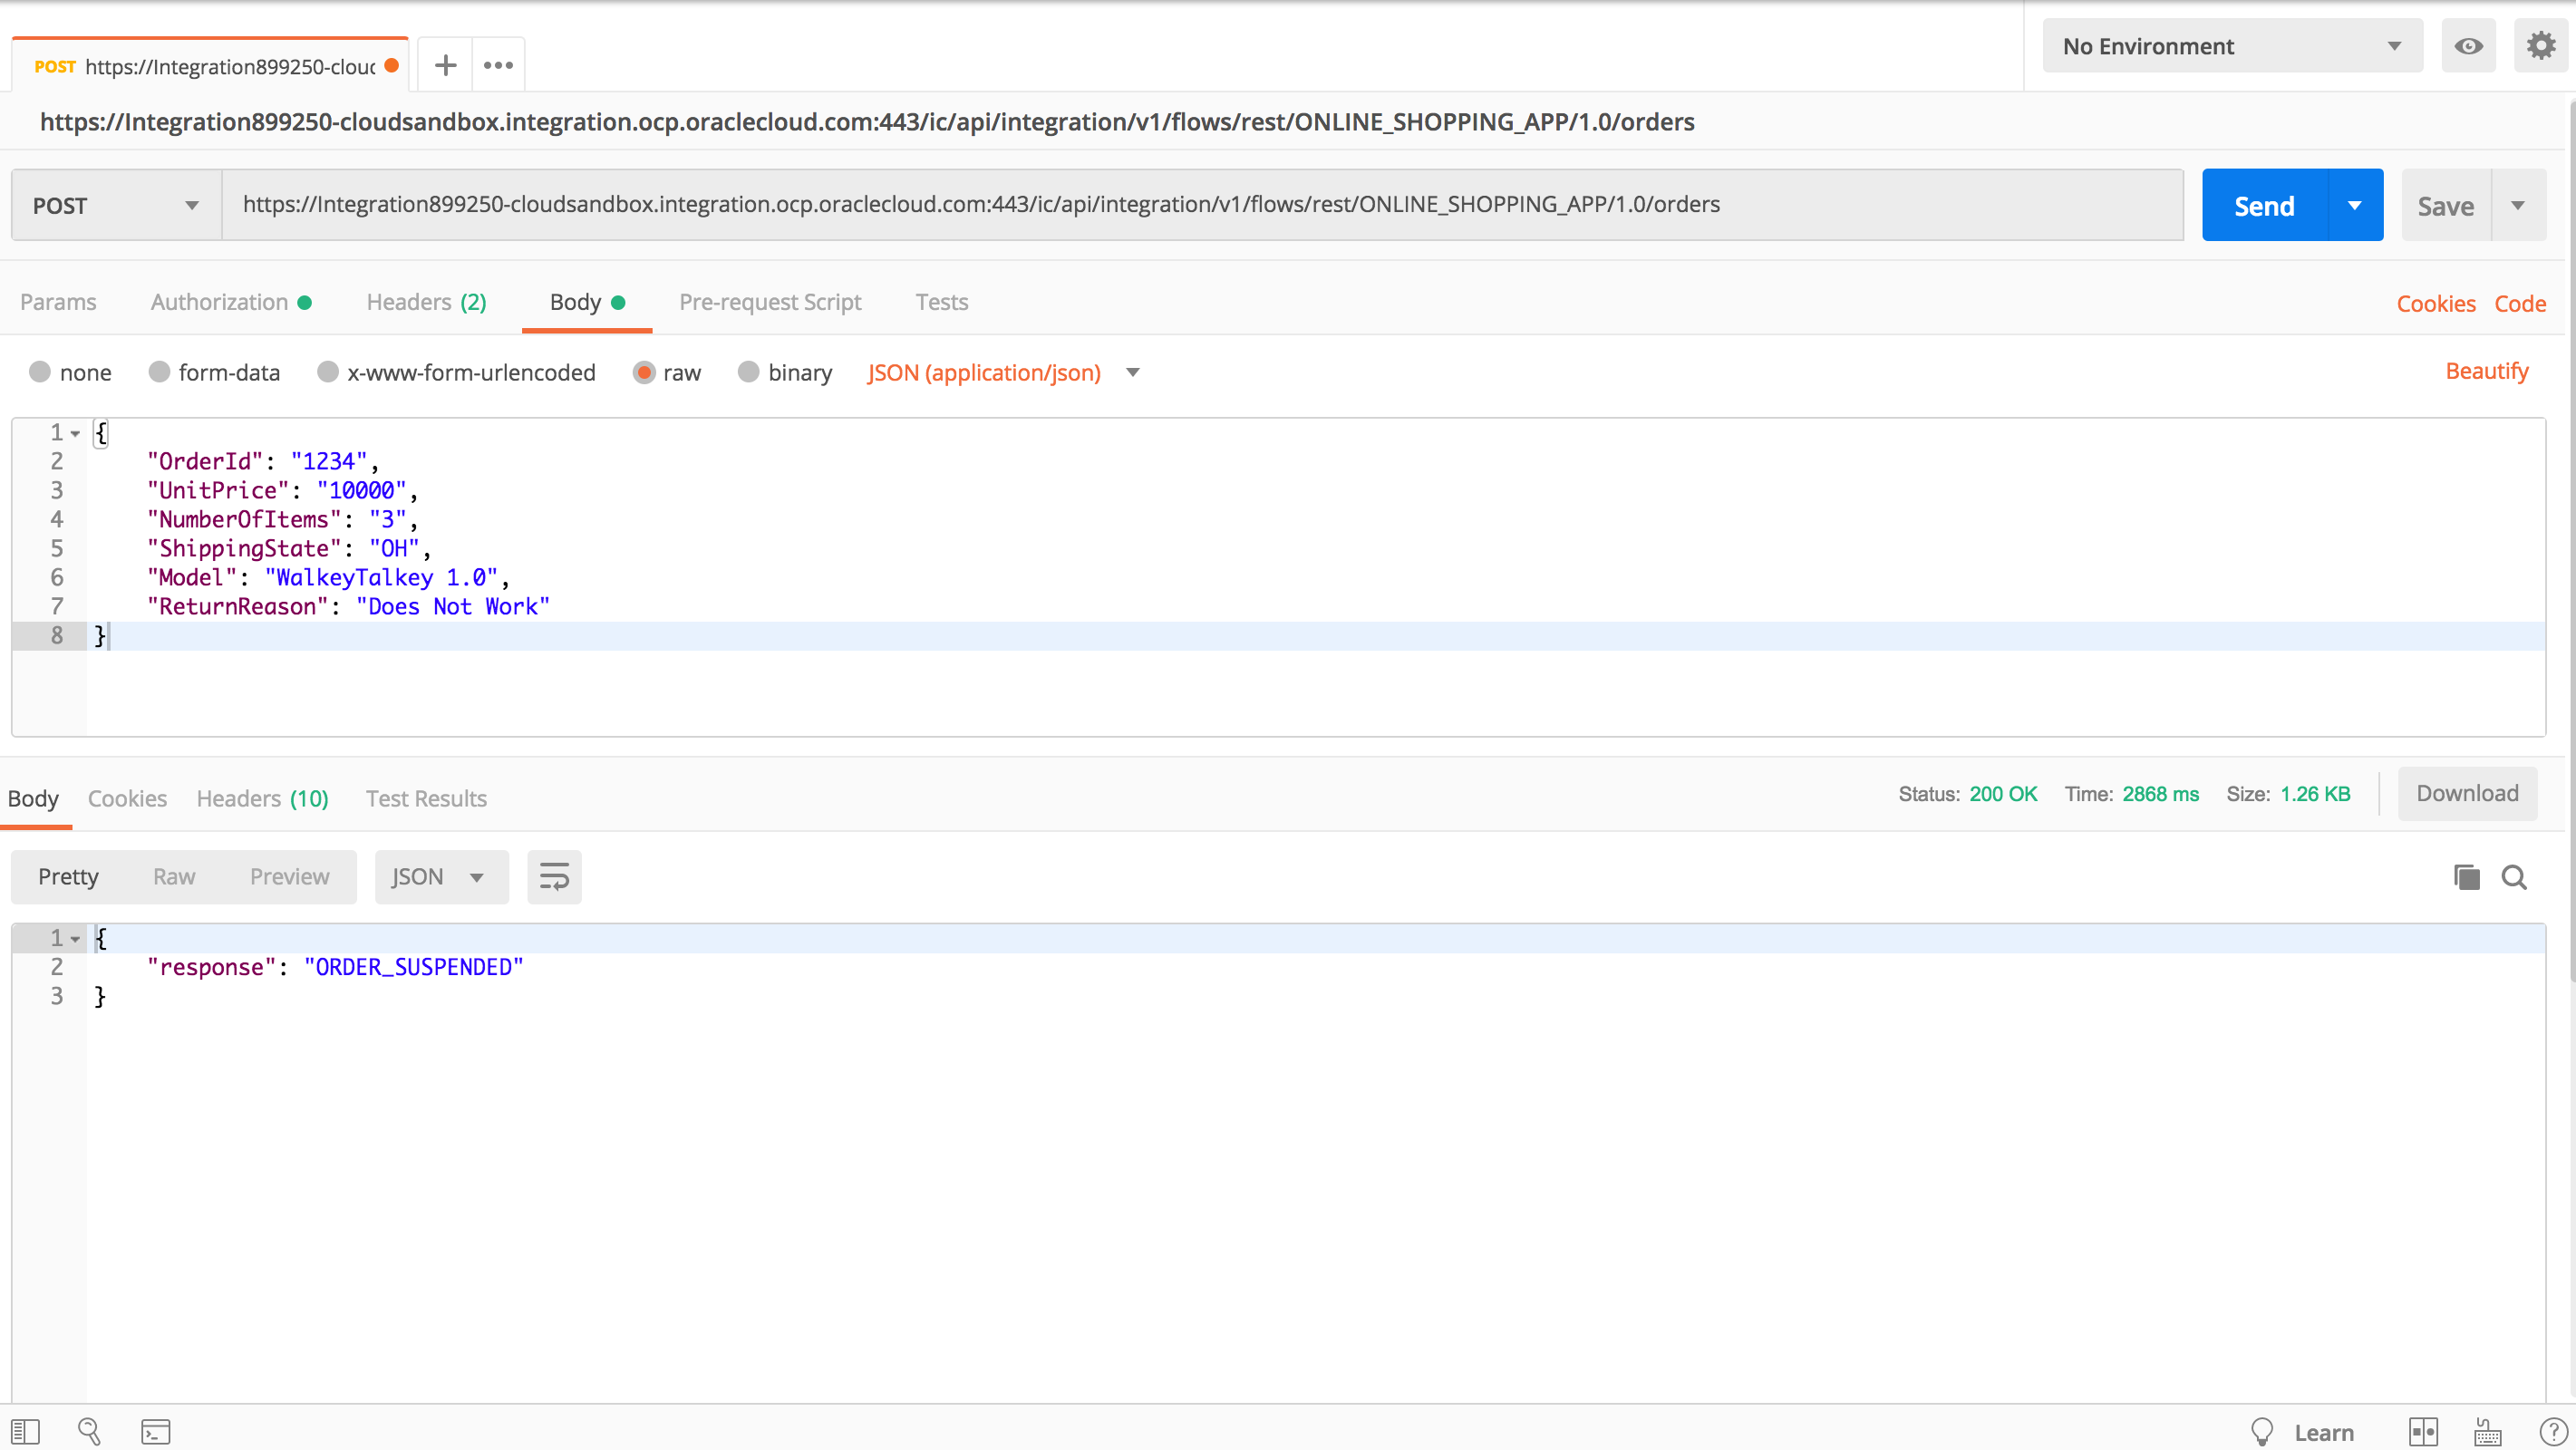 POST https://Integration899250-clouc
No Environment
https://Integration899250-cloudsandbox.integration.ocp.oraclecloud.com:443/ic/api/integration/v1/flows/rest/ONLINE_SHOPPING_APP/1.0/orders
POST https://Integration899250-cloudsandbox.integration.ocp.oraclecloud.com:443/ic/api/integration/v1/flows/rest/ONLINE_SHOPPING_APP/1.0/orders Send Save
Params Authorization Headers (2) Body Pre-request Script Tests Cookies Code
none form-data x-www-form-urlencoded raw binary JSON (application/json) Beautify
1 {
2 "OrderId": "1234",
3 "UnitPrice": "10000",
4 "NumberOfItems": "3",
5 "ShippingState": "OH",
6 "Model": "WalkeyTalkey 1.0",
7 "ReturnReason": "Does Not Work"
8 }
Body Cookies Headers (10) Test Results Status: 200 OK Time: 2868 ms Size: 1.26 KB Download
Pretty Raw Preview JSON
1 {
2 "response": "ORDER_SUSPENDED"
3 }
Learn